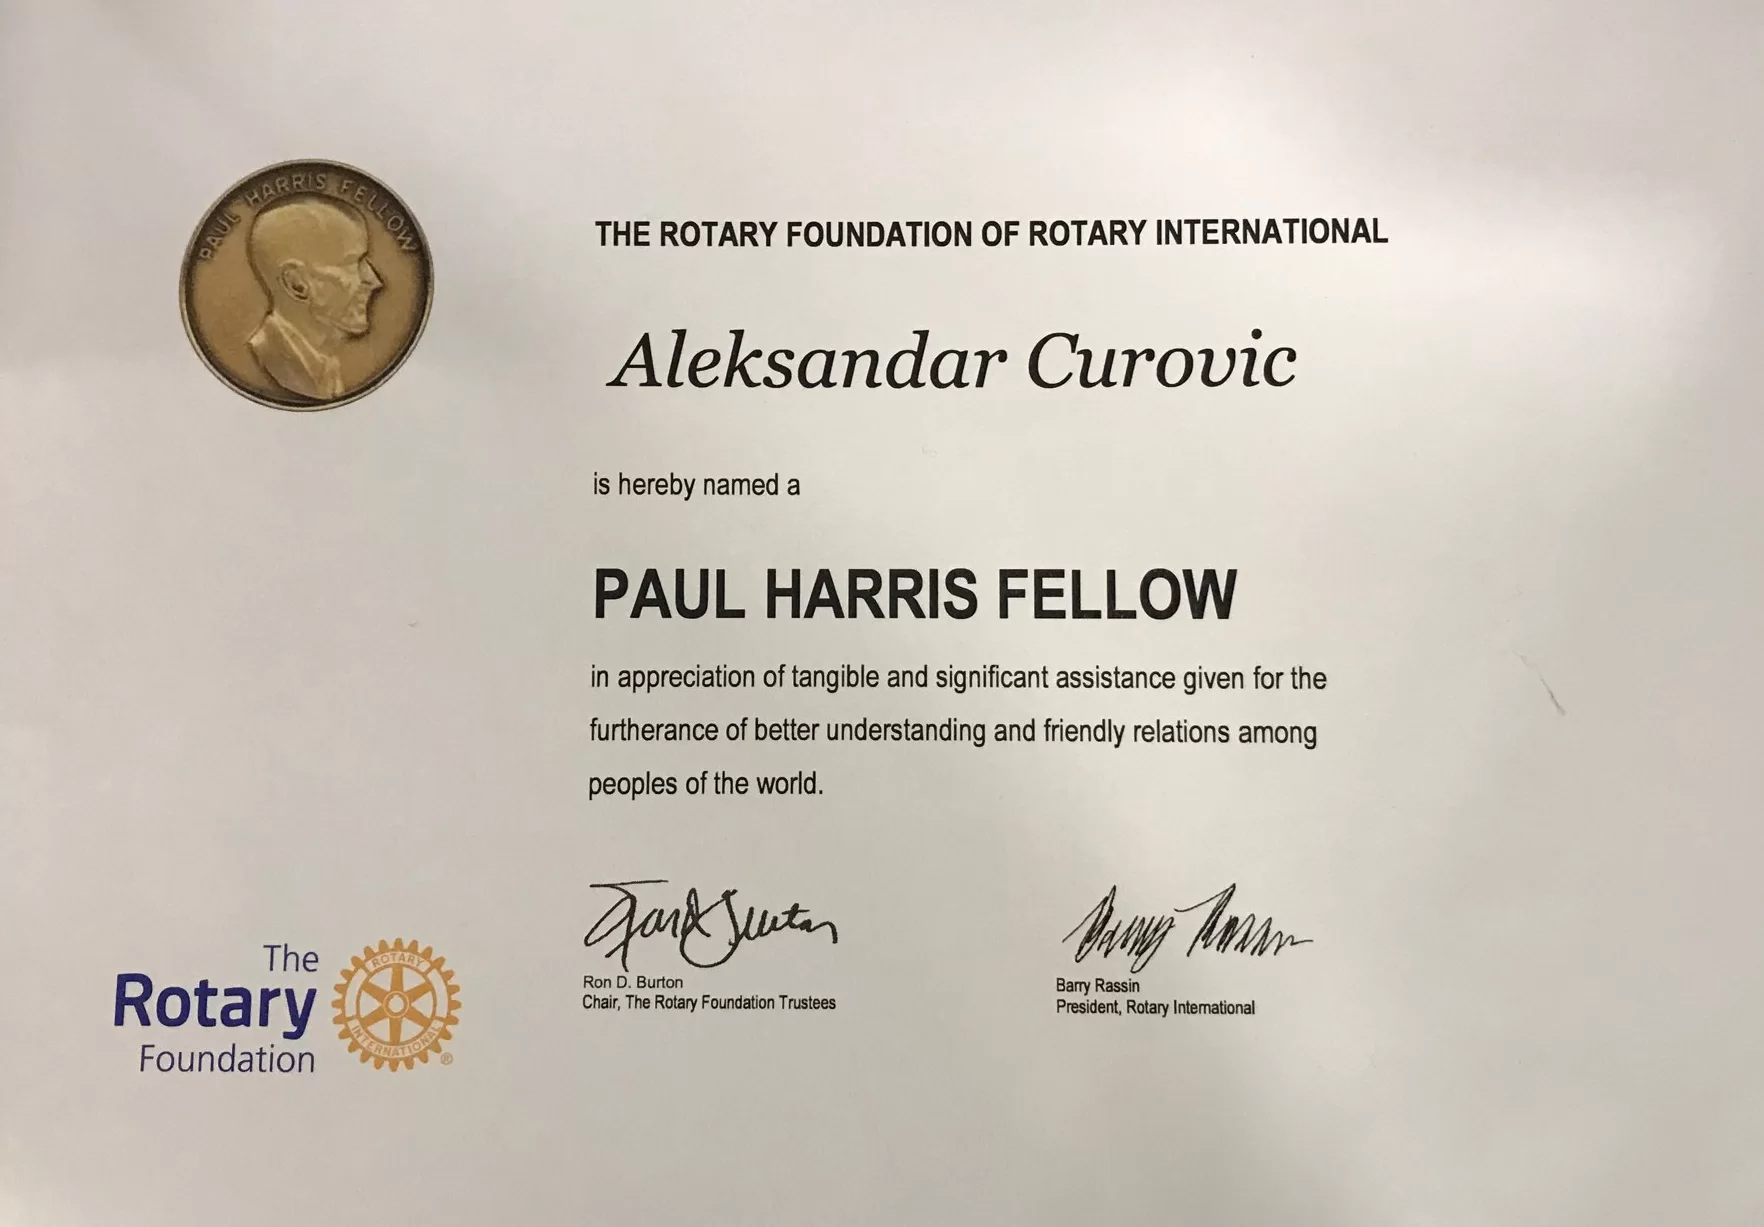 PAUL HARRIS FELLOW
THE ROTARY FOUNDATION OF ROTARY INTERNATIONAL
Aleksandar Curovic
is hereby named a
PAUL HARRIS FELLOW
in appreciation of tangible and significant assistance given for the
furtherance of better understanding and friendly relations among
peoples of the world.
Ron D. Burton
Chair, The Rotary Foundation Trustees
Barry Rassin
Barry Rassin
President, Rotary International
The
Rotary
Foundation
ROTARY
INTERNATIONAL
®